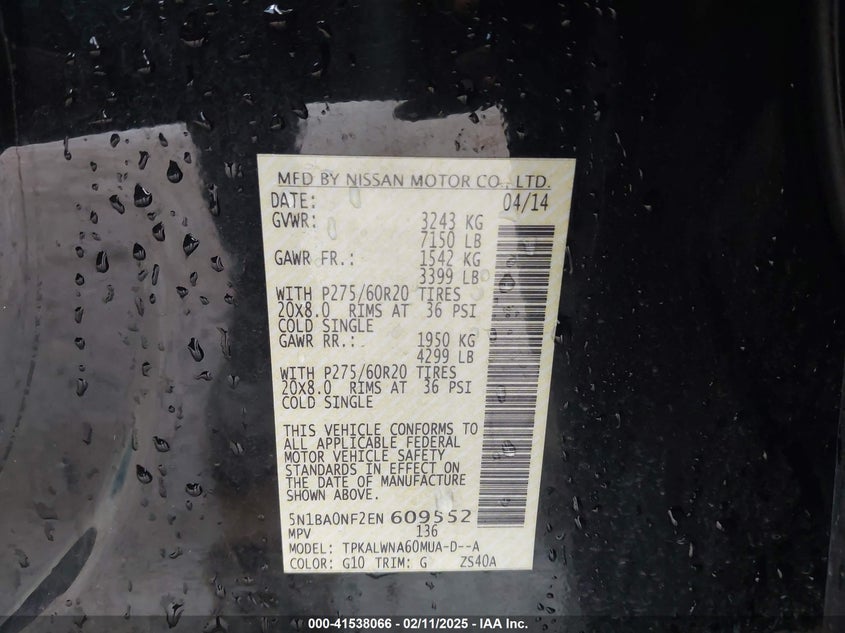 MFD BY NISSAN MOTOR CO., LTD.
DATE: 04/14
GVWR: 3243 KG
7150 LB
GAWR FR.: 1542 KG
3399 LB
WITH P275/60R20 TIRES
20X8.0 RIMS AT 36 PSI
COLD SINGLE
GAWR RR.: 1950 KG
4299 LB
WITH P275/60R20 TIRES
20X8.0 RIMS AT 36 PSI
COLD SINGLE
THIS VEHICLE CONFORMS TO
ALL APPLICABLE FEDERAL
MOTOR VEHICLE SAFETY
STANDARDS IN EFFECT ON
THE DATE OF MANUFACTURE
SHOWN ABOVE.
5N1BA0NF2EN 609552
MPV 136
MODEL: TPKALWNA60MUA-D--A
COLOR: G10 TRIM: G ZS40A
000-41538066 - 02/11/2025 - IAA Inc.